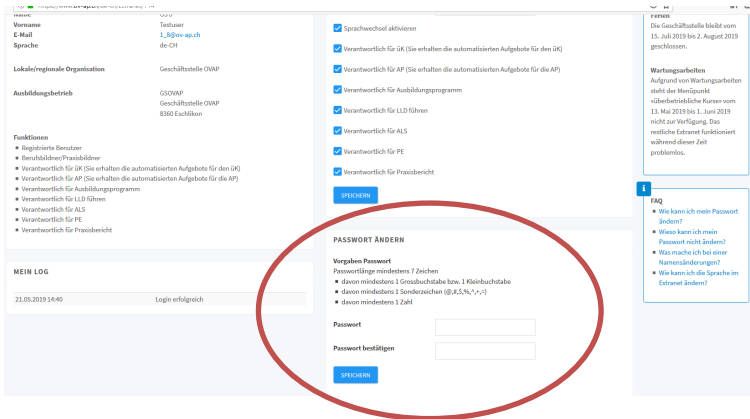 Vorname Testuser
E-Mail 1_8@ov-ap.ch
Sprache de-CH
Lokale/regionale Organisation Geschäftsstelle OVAP
Ausbildungsbetrieb GSOVAP
Geschäftsstelle OVAP
8360 Eschlikon
Funktionen
Registrierte Benutzer
Berufsbildner/Praxisbildner
Verantwortlich für üK (Sie erhalten die automatisierten Aufgebote für den üK)
Verantwortlich für AP (Sie erhalten die automatisierten Aufgebote für die AP)
Verantwortlich für Ausbildungsprogramm
Verantwortlich für LLD führen
Verantwortlich für ALS
Verantwortlich für PE
Verantwortlich für Praxisbericht
MEIN LOG
21.05.2019 14:40 Login erfolgreich
Sprachwechsel aktivieren
Verantwortlich für üK (Sie erhalten die automatisierten Aufgebote für den üK)
Verantwortlich für AP (Sie erhalten die automatisierten Aufgebote für die AP)
Verantwortlich für Ausbildungsprogramm
Verantwortlich für LLD führen
Verantwortlich für ALS
Verantwortlich für PE
Verantwortlich für Praxisbericht
SPEICHERN
PASSWORT ÄNDERN
Vorgaben Passwort
Passwortlänge mindestens 7 Zeichen
davon mindestens 1 Grossbuchstabe bzw. 1 Kleinbuchstabe
davon mindestens 1 Sonderzeichen (@,#,$,%,^,+,=)
davon mindestens 1 Zahl
Passwort
Passwort bestätigen
SPEICHERN
Ferien
Die Geschäftsstelle bleibt vom
15. Juli 2019 bis 2. August 2019
geschlossen.
Wartungsarbeiten
Aufgrund von Wartungsarbeiten
steht der Menüpunkt
«überbetriebliche Kurse» vom
13. Mai 2019 bis 1. Juni 2019
nicht zur Verfügung. Das
restliche Extranet funktioniert
während dieser Zeit
problemlos.
i
FAQ
Wie kann ich mein Passwort
ändern?
Wieso kann ich mein
Passwort nicht ändern?
Was mache ich bei einer
Namensänderungen?
Wie kann ich die Sprache im
Extranet ändern?